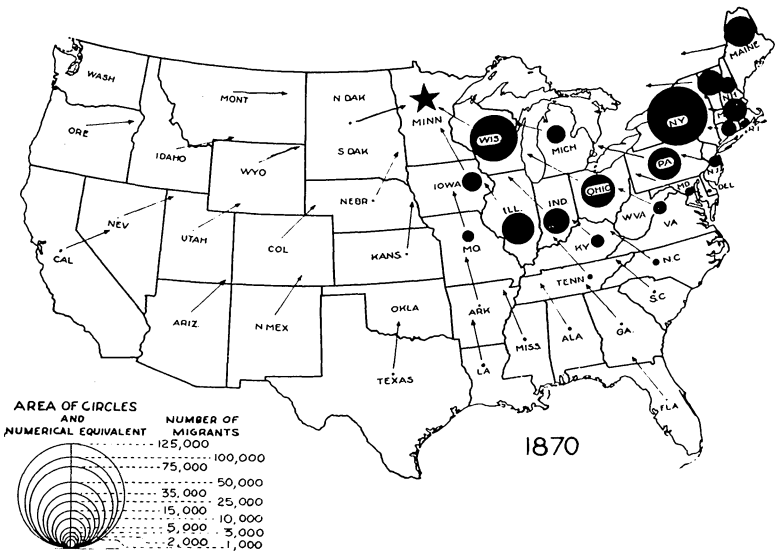 MAINE
WASH
MONT
N DAK
MINN
N H
ORE
NY
WIS
MICH
S DAK
R I
IDAHO
WYO
PA
N J
IOWA
OHIO
NEBR
MD
DEL
ILL
IND
W VA
VA
NEV
UTAH
COL
KANS
MO
KY
CAL
N C
TENN
S C
ARIZ.
N MEX
OKLA
ARK
GA.
ALA
MISS
LA
TEXAS
FLA
AREA OF CIRCLES
AND
NUMERICAL EQUIVALENT
NUMBER OF
MIGRANTS
125,000
100,000
75,000
50,000
35,000
25,000
15,000
10,000
5,000
3,000
2,000
1,000
1870